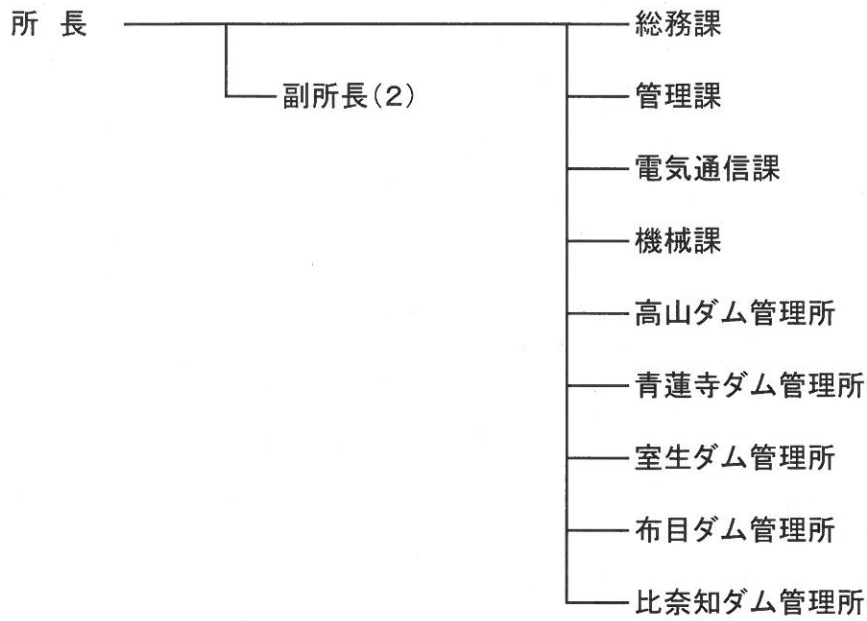 所 長
総務課
副所長(2)
管理課
電気通信課
機械課
高山ダム管理所
青蓮寺ダム管理所
室生ダム管理所
布目ダム管理所
比奈知ダム管理所